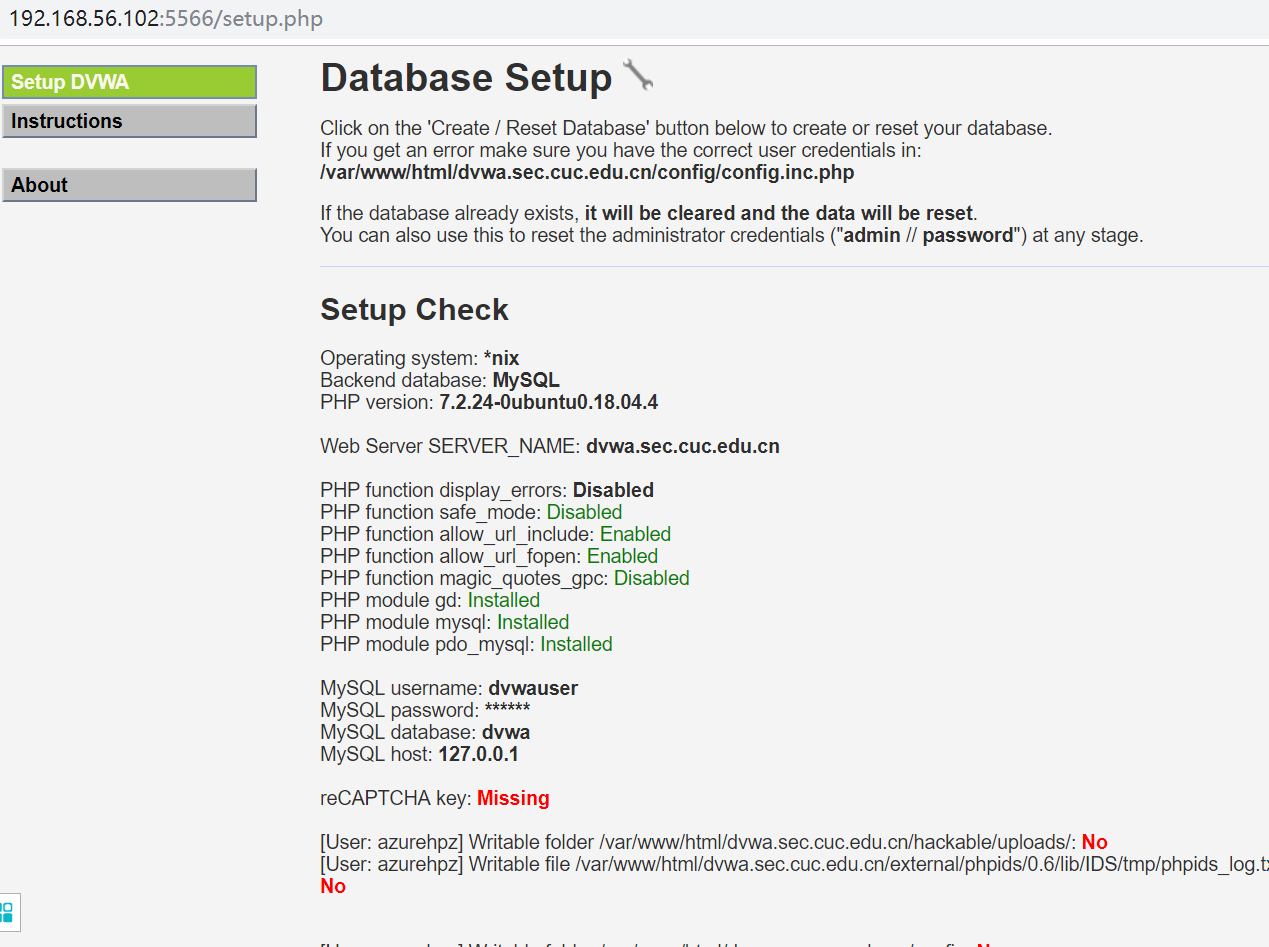 192.168.56.102:5566/setup.php
Setup DVWA
Instructions
About
Database Setup
Click on the 'Create / Reset Database' button below to create or reset your database.
If you get an error make sure you have the correct user credentials in:
/var/www/html/dvwa.sec.cuc.edu.cn/config/config.inc.php
If the database already exists, it will be cleared and the data will be reset.
You can also use this to reset the administrator credentials ("admin // password") at any stage.
Setup Check
Operating system: *nix
Backend database: MySQL
PHP version: 7.2.24-0ubuntu0.18.04.4
Web Server SERVER_NAME: dvwa.sec.cuc.edu.cn
PHP function display_errors: Disabled
PHP function safe_mode: Disabled
PHP function allow_url_include: Enabled
PHP function allow_url_fopen: Enabled
PHP function magic_quotes_gpc: Disabled
PHP module gd: Installed
PHP module mysql: Installed
PHP module pdo_mysql: Installed
MySQL username: dvwauser
MySQL password: ******
MySQL database: dvwa
MySQL host: 127.0.0.1
reCAPTCHA key: Missing
[User: azurehpz] Writable folder /var/www/html/dvwa.sec.cuc.edu.cn/hackable/uploads/: No
[User: azurehpz] Writable file /var/www/html/dvwa.sec.cuc.edu.cn/external/phpids/0.6/lib/IDS/tmp/phpids_log.tx
No